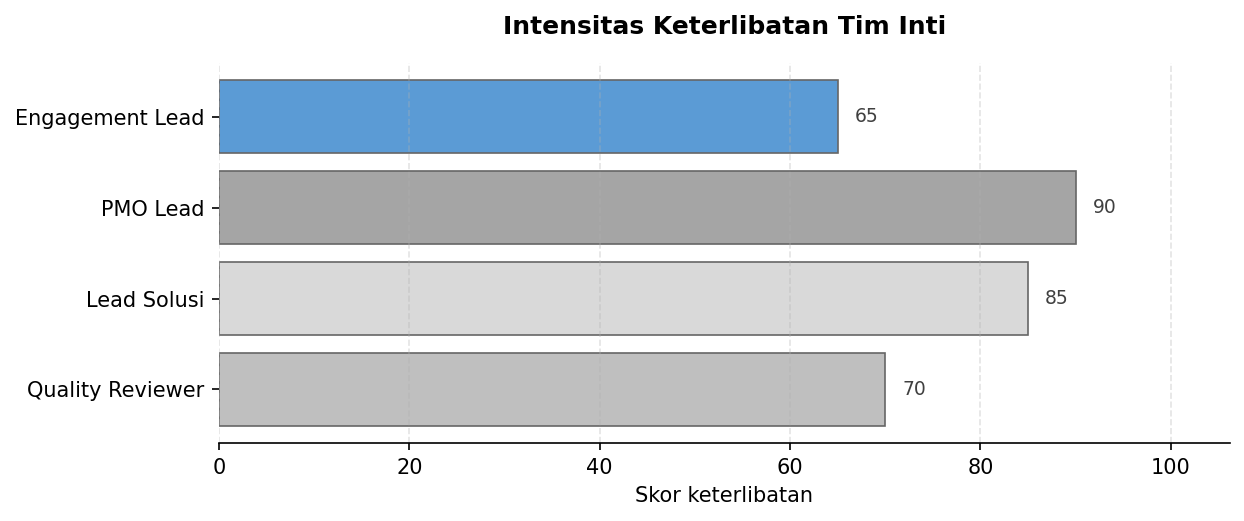 Intensitas Keterlibatan Tim Inti
Engagement Lead
65
PMO Lead
90
Lead Solusi
85
Quality Reviewer
70
0 20 40 60 80 100
Skor keterlibatan